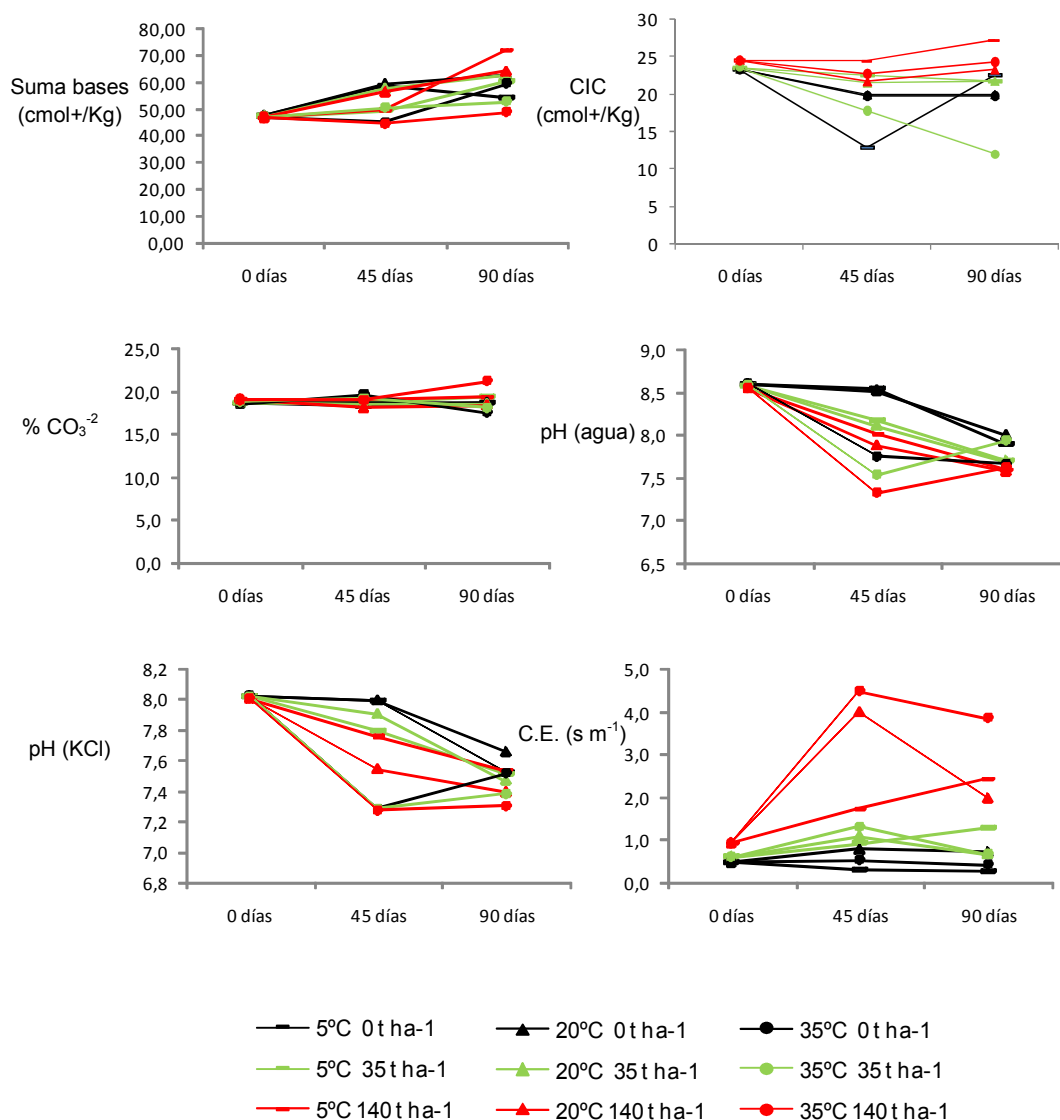 Suma bases
(cmol+/Kg)
80,00
70,00
60,00
50,00
40,00
30,00
20,00
10,00
0,00
0 días
45 días
90 días
CIC
(cmol+/Kg)
30
25
20
15
10
5
0
0 días
45 días
90 días
% CO₃⁻²
25,0
20,0
15,0
10,0
5,0
0,0
0 días
45 días
90 días
pH (agua)
9,0
8,5
8,0
7,5
7,0
6,5
0 días
45 días
90 días
pH (KCl)
8,2
8,0
7,8
7,6
7,4
7,2
7,0
6,8
0 días
45 días
90 días
C.E. (s m⁻¹)
5,0
4,0
3,0
2,0
1,0
0,0
0 días
45 días
90 días
5ºC 0 t ha-1
20ºC 0 t ha-1
35ºC 0 t ha-1
5ºC 35 t ha-1
20ºC 35 t ha-1
35ºC 35 t ha-1
5ºC 140 t ha-1
20ºC 140 t ha-1
35ºC 140 t ha-1